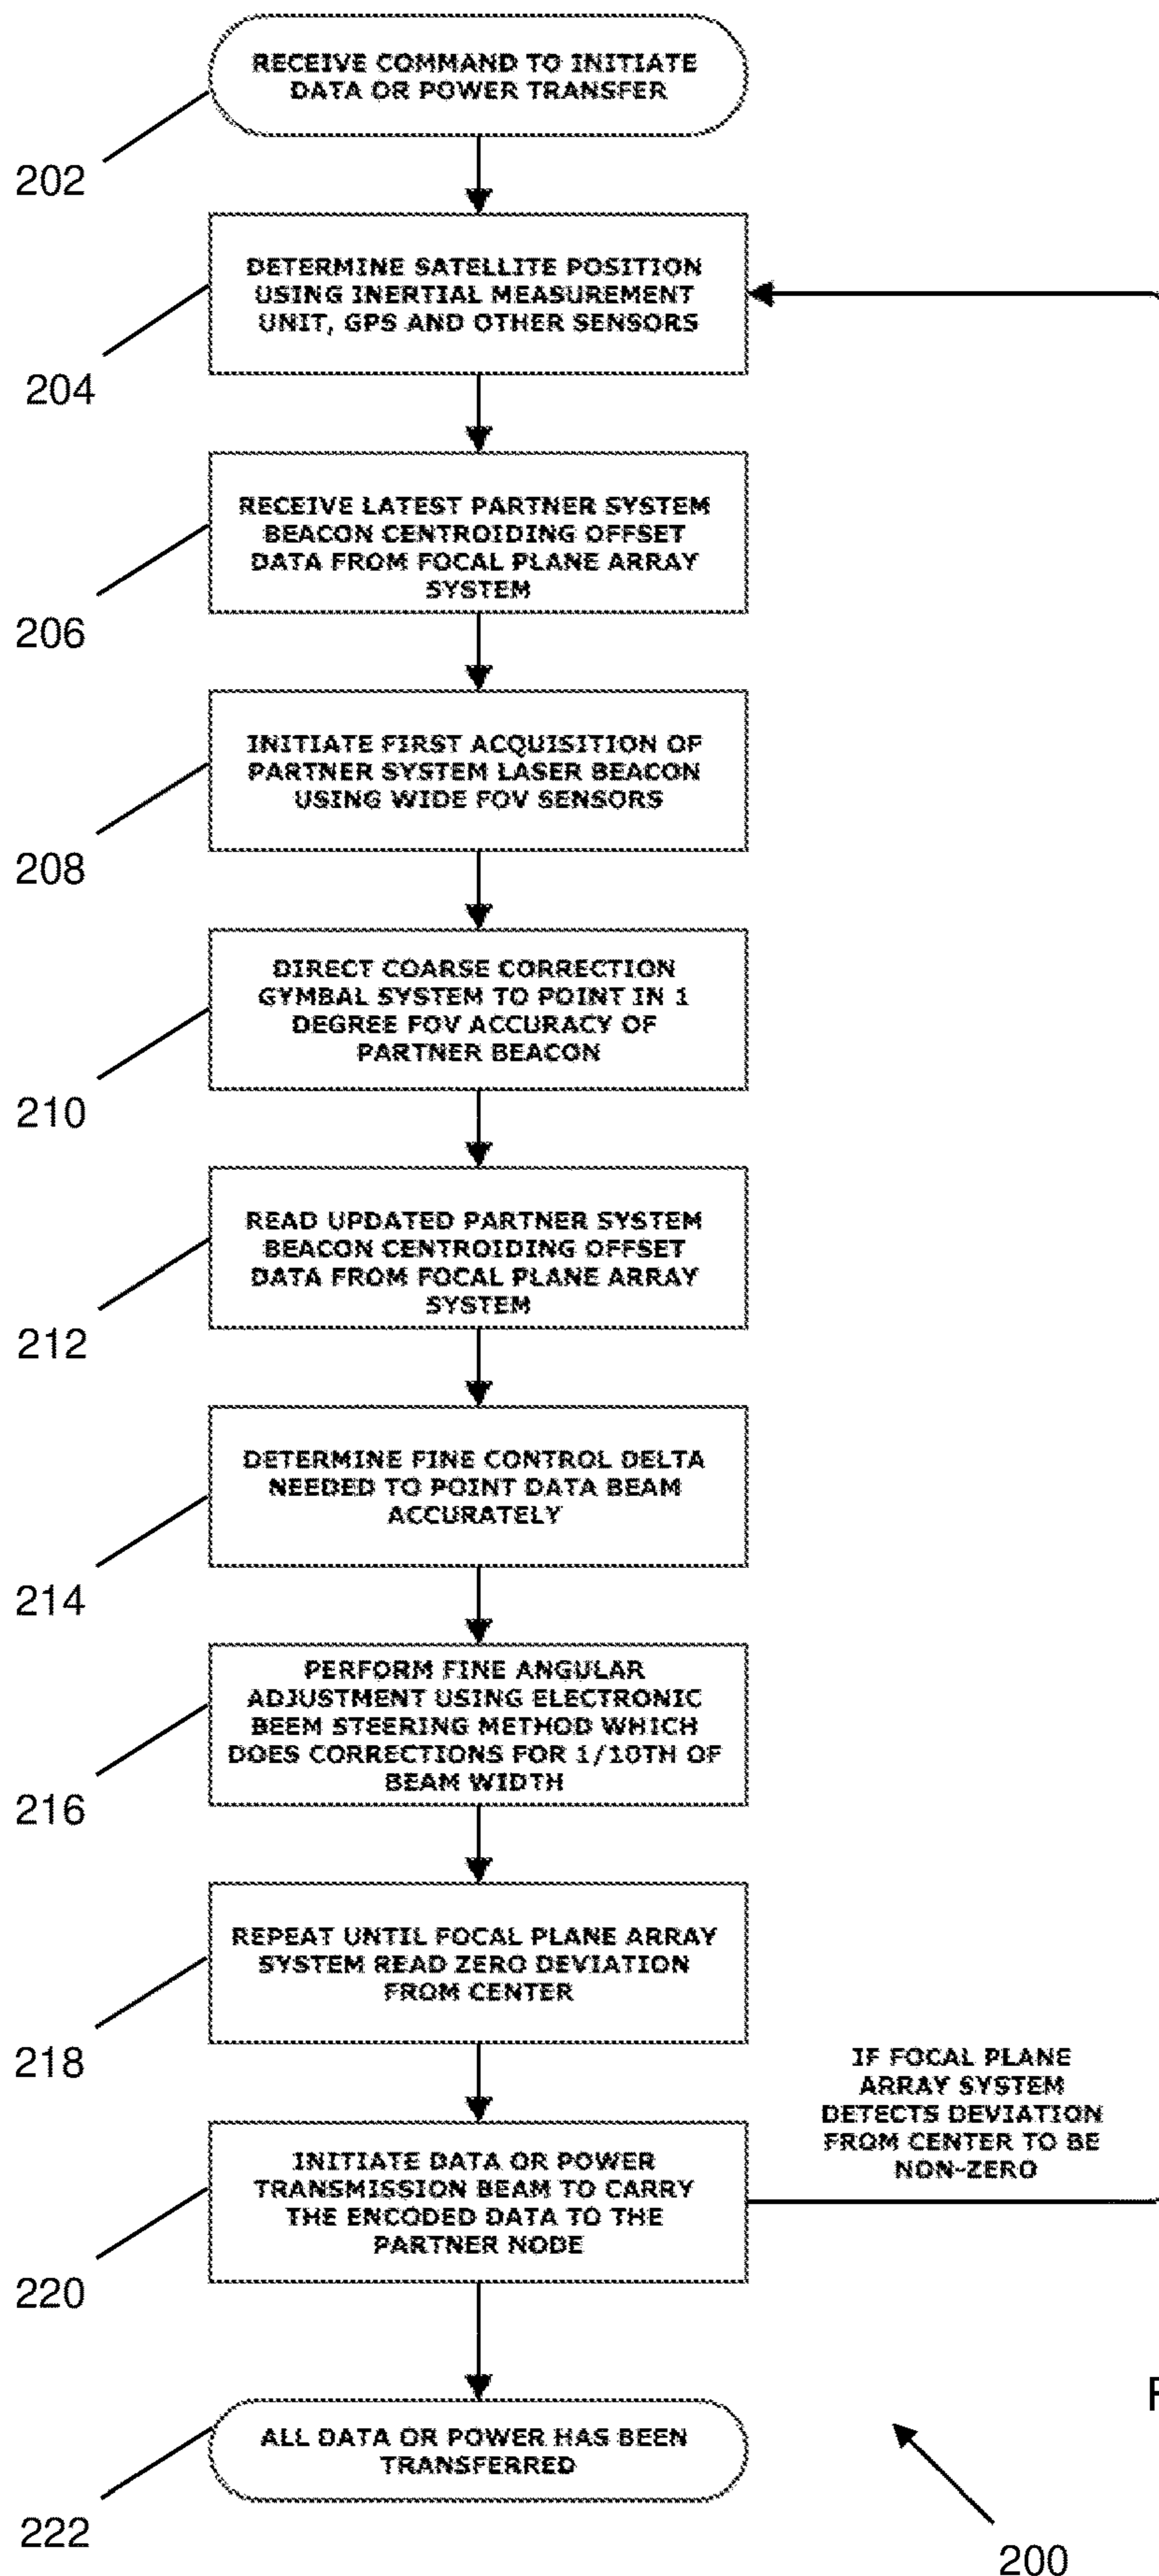 RECEIVE COMMAND TO INITIATE
DATA OR POWER TRANSFER
202
DETERMINE SATELLITE POSITION
USING INERTIAL MEASUREMENT
UNIT, GPS AND OTHER SENSORS
204
RECEIVE LATEST PARTNER SYSTEM
BEACON CENTROIDING OFFSET
DATA FROM FOCAL PLANE ARRAY
SYSTEM
206
INITIATE FIRST ACQUISITION OF
PARTNER SYSTEM LASER BEACON
USING WIDE FOV SENSORS
208
DIRECT COARSE CORRECTION
GYMBAL SYSTEM TO POINT IN 1
DEGREE FOV ACCURACY OF
PARTNER BEACON
210
READ UPDATED PARTNER SYSTEM
BEACON CENTROIDING OFFSET
DATA FROM FOCAL PLANE ARRAY
SYSTEM
212
DETERMINE FINE CONTROL DELTA
NEEDED TO POINT DATA BEAM
ACCURATELY
214
PERFORM FINE ANGULAR
ADJUSTMENT USING ELECTRONIC
BEEM STEERING METHOD WHICH
DOES CORRECTIONS FOR 1/10TH OF
BEAM WIDTH
216
REPEAT UNTIL FOCAL PLANE ARRAY
SYSTEM READ ZERO DEVIATION
FROM CENTER
218
IF FOCAL PLANE
ARRAY SYSTEM
DETECTS DEVIATION
FROM CENTER TO BE
NON-ZERO
INITIATE DATA OR POWER
TRANSMISSION BEAM TO CARRY
THE ENCODED DATA TO THE
PARTNER NODE
220
ALL DATA OR POWER HAS BEEN
TRANSFERRED
222
200